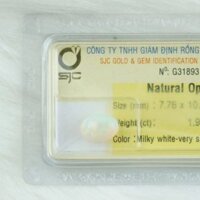 CÔNG TY TNHH GIÁM ĐỊNH RỒNG
SJC GOLD & GEM IDENTIFICATION
SJC
Nº: G31893
Natural Op
Size (mm) : 7.76 x 10.
Weight (ct) : 1.9
Color : Milky white-very s